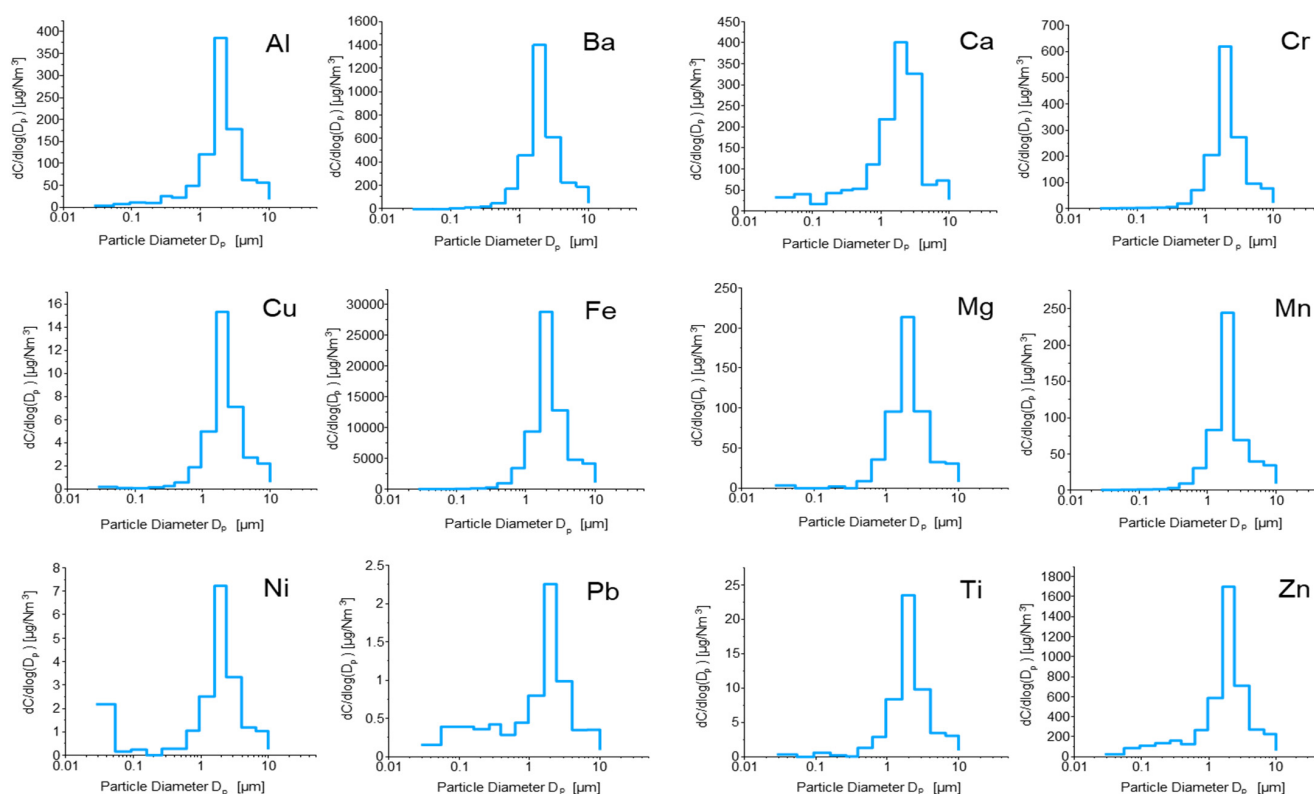 Al
dC/dlog(Dp) [µg/Nm³]
400
350
300
250
200
150
100
50
0
0.01 0.1 1 10
Particle Diameter Dp [µm]
Ba
dC/dlog(Dp) [µg/Nm³]
1600
1400
1200
1000
800
600
400
200
0
0.01 0.1 1 10
Particle Diameter Dp [µm]
Ca
dC/dlog(Dp) [µg/Nm³]
450
400
350
300
250
200
150
100
50
0
0.01 0.1 1 10
Particle Diameter Dp [µm]
Cr
dC/dlog(Dp) [µg/Nm³]
700
600
500
400
300
200
100
0
0.01 0.1 1 10
Particle Diameter Dp [µm]
Cu
dC/dlog(Dp) [µg/Nm³]
16
14
12
10
8
6
4
2
0
0.01 0.1 1 10
Particle Diameter Dp [µm]
Fe
dC/dlog(Dp) [µg/Nm³]
30000
25000
20000
15000
10000
5000
0
0.01 0.1 1 10
Particle Diameter Dp [µm]
Mg
dC/dlog(Dp) [µg/Nm³]
250
200
150
100
50
0
0.01 0.1 1 10
Particle Diameter Dp [µm]
Mn
dC/dlog(Dp) [µg/Nm³]
250
200
150
100
50
0
0.01 0.1 1 10
Particle Diameter Dp [µm]
Ni
dC/dlog(Dp) [µg/Nm³]
8
7
6
5
4
3
2
1
0
0.01 0.1 1 10
Particle Diameter Dp [µm]
Pb
dC/dlog(Dp) [µg/Nm³]
2.5
2
1.5
1
0.5
0
0.01 0.1 1 10
Particle Diameter Dp [µm]
Ti
dC/dlog(Dp) [µg/Nm³]
25
20
15
10
5
0
0.01 0.1 1 10
Particle Diameter Dp [µm]
Zn
dC/dlog(Dp) [µg/Nm³]
1800
1600
1400
1200
1000
800
600
400
200
0
0.01 0.1 1 10
Particle Diameter Dp [µm]